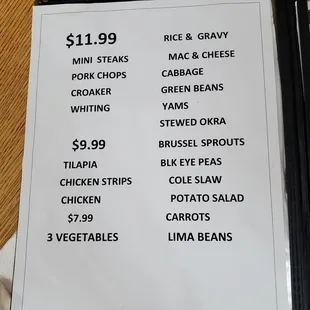 $11.99
MINI STEAKS
PORK CHOPS
CROAKER
WHITING
$9.99
TILAPIA
CHICKEN STRIPS
CHICKEN
$7.99
3 VEGETABLES
RICE & GRAVY
MAC & CHEESE
CABBAGE
GREEN BEANS
YAMS
STEWED OKRA
BRUSSEL SPROUTS
BLK EYE PEAS
COLE SLAW
POTATO SALAD
CARROTS
LIMA BEANS